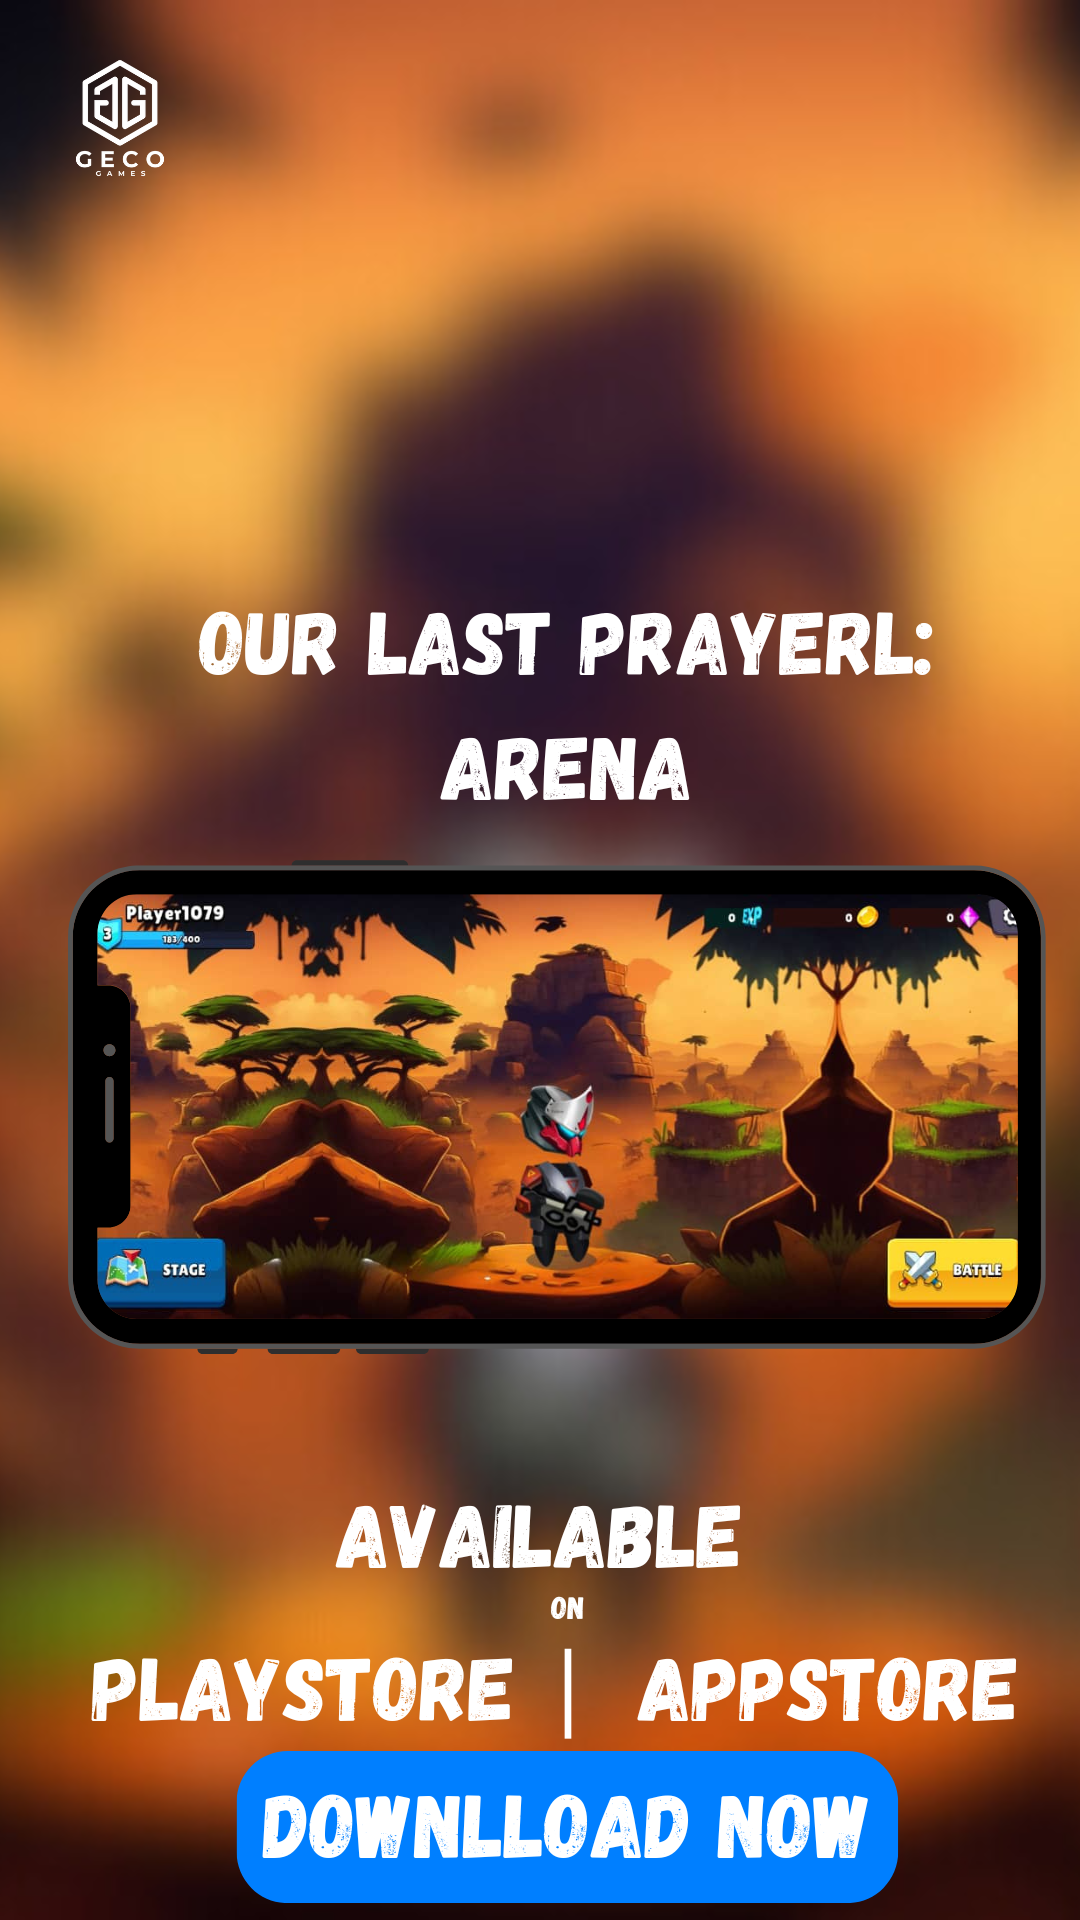 GECO
GAMES
OUR LAST PRAYERL:
ARENA
Player1079
3
183/400
0 EXP
0
0
STAGE
BATTLE
AVAILABLE
ON
PLAYSTORE | APPSTORE
DOWNLLOAD NOW